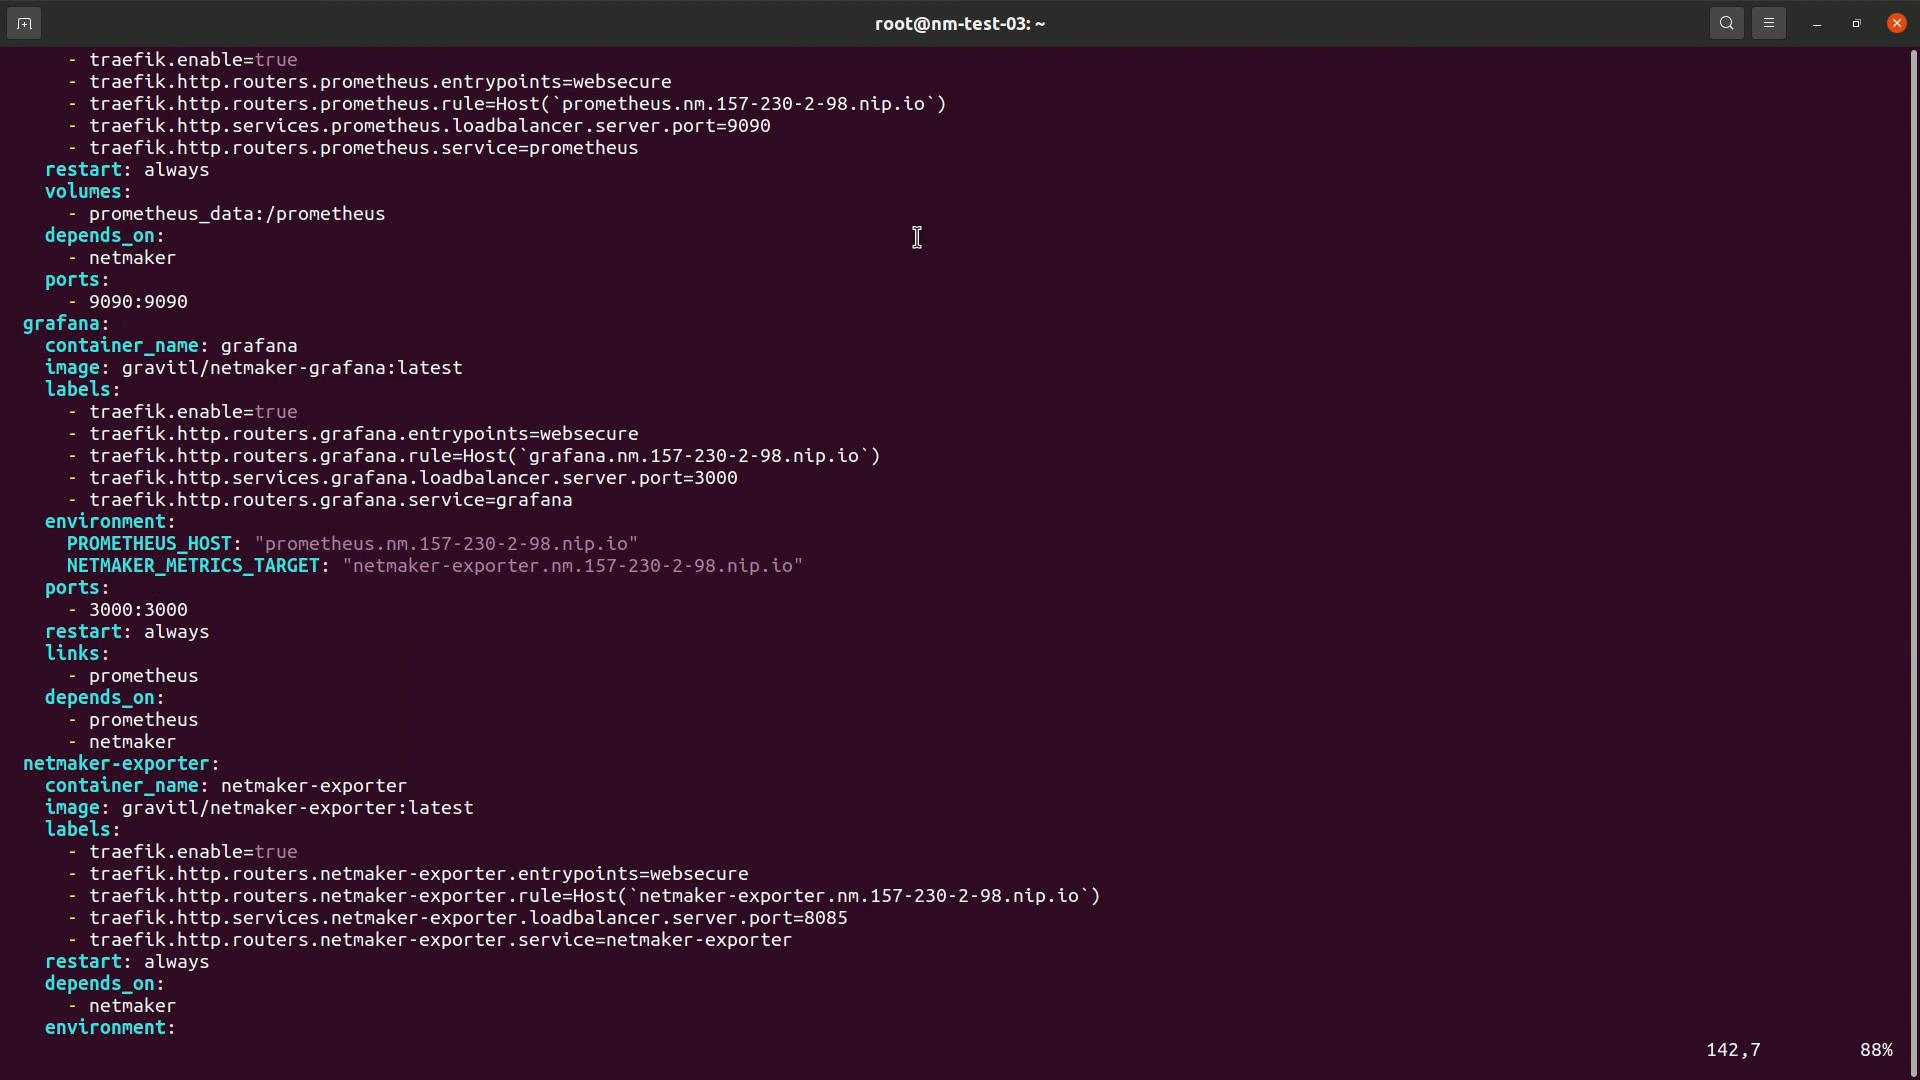 root@nm-test-03: ~
- traefik.enable=true
- traefik.http.routers.prometheus.entrypoints=websecure
- traefik.http.routers.prometheus.rule=Host(`prometheus.nm.157-230-2-98.nip.io`)
- traefik.http.services.prometheus.loadbalancer.server.port=9090
- traefik.http.routers.prometheus.service=prometheus
restart: always
volumes:
- prometheus_data:/prometheus
depends_on:
- netmaker
ports:
- 9090:9090
grafana:
container_name: grafana
image: gravitl/netmaker-grafana:latest
labels:
- traefik.enable=true
- traefik.http.routers.grafana.entrypoints=websecure
- traefik.http.routers.grafana.rule=Host(`grafana.nm.157-230-2-98.nip.io`)
- traefik.http.services.grafana.loadbalancer.server.port=3000
- traefik.http.routers.grafana.service=grafana
environment:
PROMETHEUS_HOST: "prometheus.nm.157-230-2-98.nip.io"
NETMAKER_METRICS_TARGET: "netmaker-exporter.nm.157-230-2-98.nip.io"
ports:
- 3000:3000
restart: always
links:
- prometheus
depends_on:
- prometheus
- netmaker
netmaker-exporter:
container_name: netmaker-exporter
image: gravitl/netmaker-exporter:latest
labels:
- traefik.enable=true
- traefik.http.routers.netmaker-exporter.entrypoints=websecure
- traefik.http.routers.netmaker-exporter.rule=Host(`netmaker-exporter.nm.157-230-2-98.nip.io`)
- traefik.http.services.netmaker-exporter.loadbalancer.server.port=8085
- traefik.http.routers.netmaker-exporter.service=netmaker-exporter
restart: always
depends_on:
- netmaker
environment:
142,7 88%